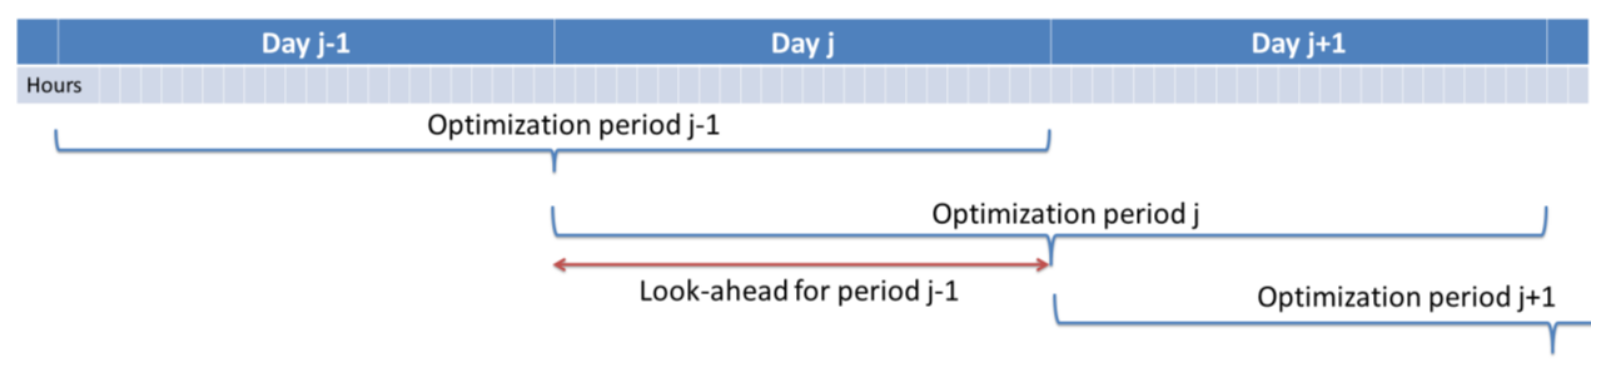 Day j-1 Day j Day j+1
Hours
Optimization period j-1
Optimization period j
Look-ahead for period j-1
Optimization period j+1